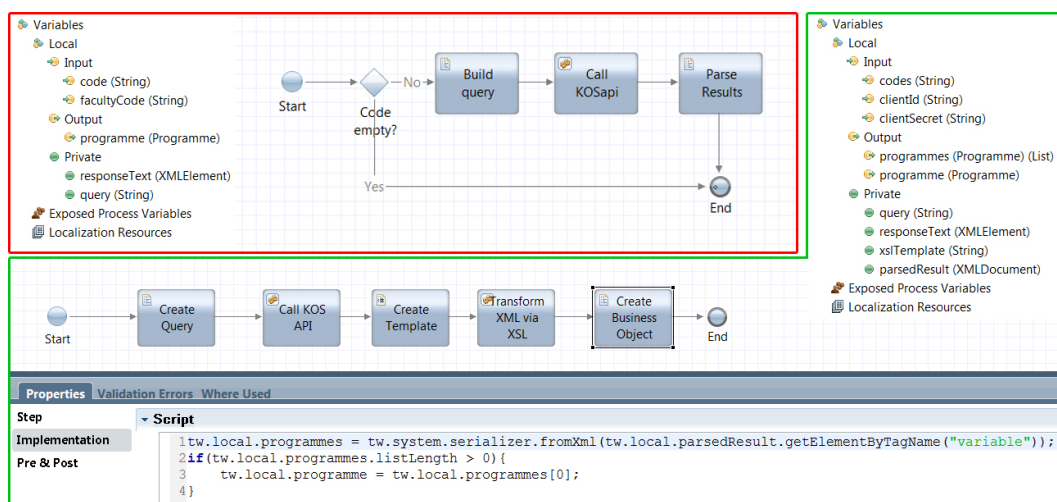 Variables
Local
Input
code (String)
facultyCode (String)
Output
programme (Programme)
Private
responseText (XMLElement)
query (String)
Exposed Process Variables
Localization Resources
Start
Code
empty?
No
Yes
Build
query
Call
KOSapi
Parse
Results
End
Variables
Local
Input
codes (String)
clientId (String)
clientSecret (String)
Output
programmes (Programme) (List)
programme (Programme)
Private
query (String)
responseText (XMLElement)
xslTemplate (String)
parsedResult (XMLDocument)
Exposed Process Variables
Localization Resources
Start
Create
Query
Call KOS
API
Create
Template
Transform
XML via
XSL
Create
Business
Object
End
Properties Validation Errors Where Used
Step
Implementation
Pre & Post
Script
1 tw.local.programmes = tw.system.serializer.fromXml(tw.local.parsedResult.getElementByTagName("variable"));
2 if(tw.local.programmes.listLength > 0){
3     tw.local.programme = tw.local.programmes[0];
4 }